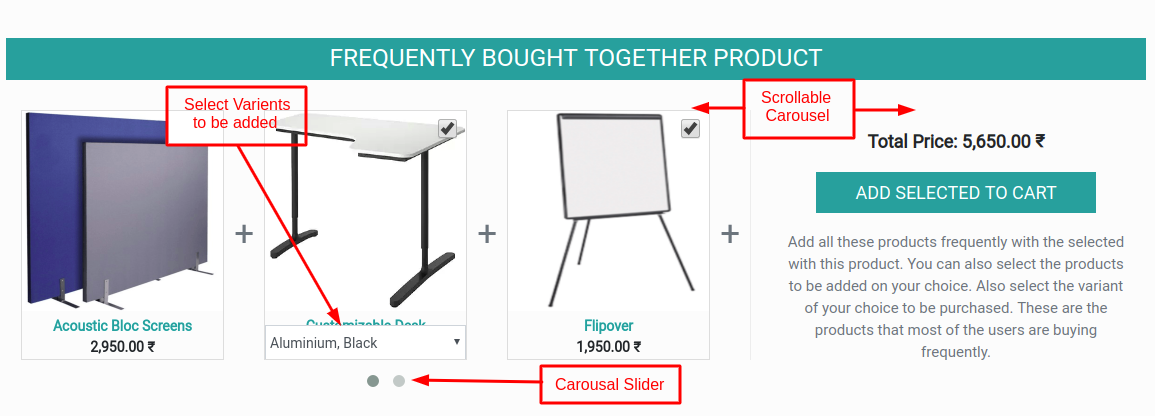 FREQUENTLY BOUGHT TOGETHER PRODUCT
Select Varients
to be added
Scrollable
Carousel
Total Price: 5,650.00 ₹
ADD SELECTED TO CART
Add all these products frequently with the selected
with this product. You can also select the products
to be added on your choice. Also select the variant
of your choice to be purchased. These are the
products that most of the users are buying
frequently.
+
+
+
Acoustic Bloc Screens
2,950.00 ₹
Customizable Desk
Aluminium, Black
Flipover
1,950.00 ₹
Carousal Slider